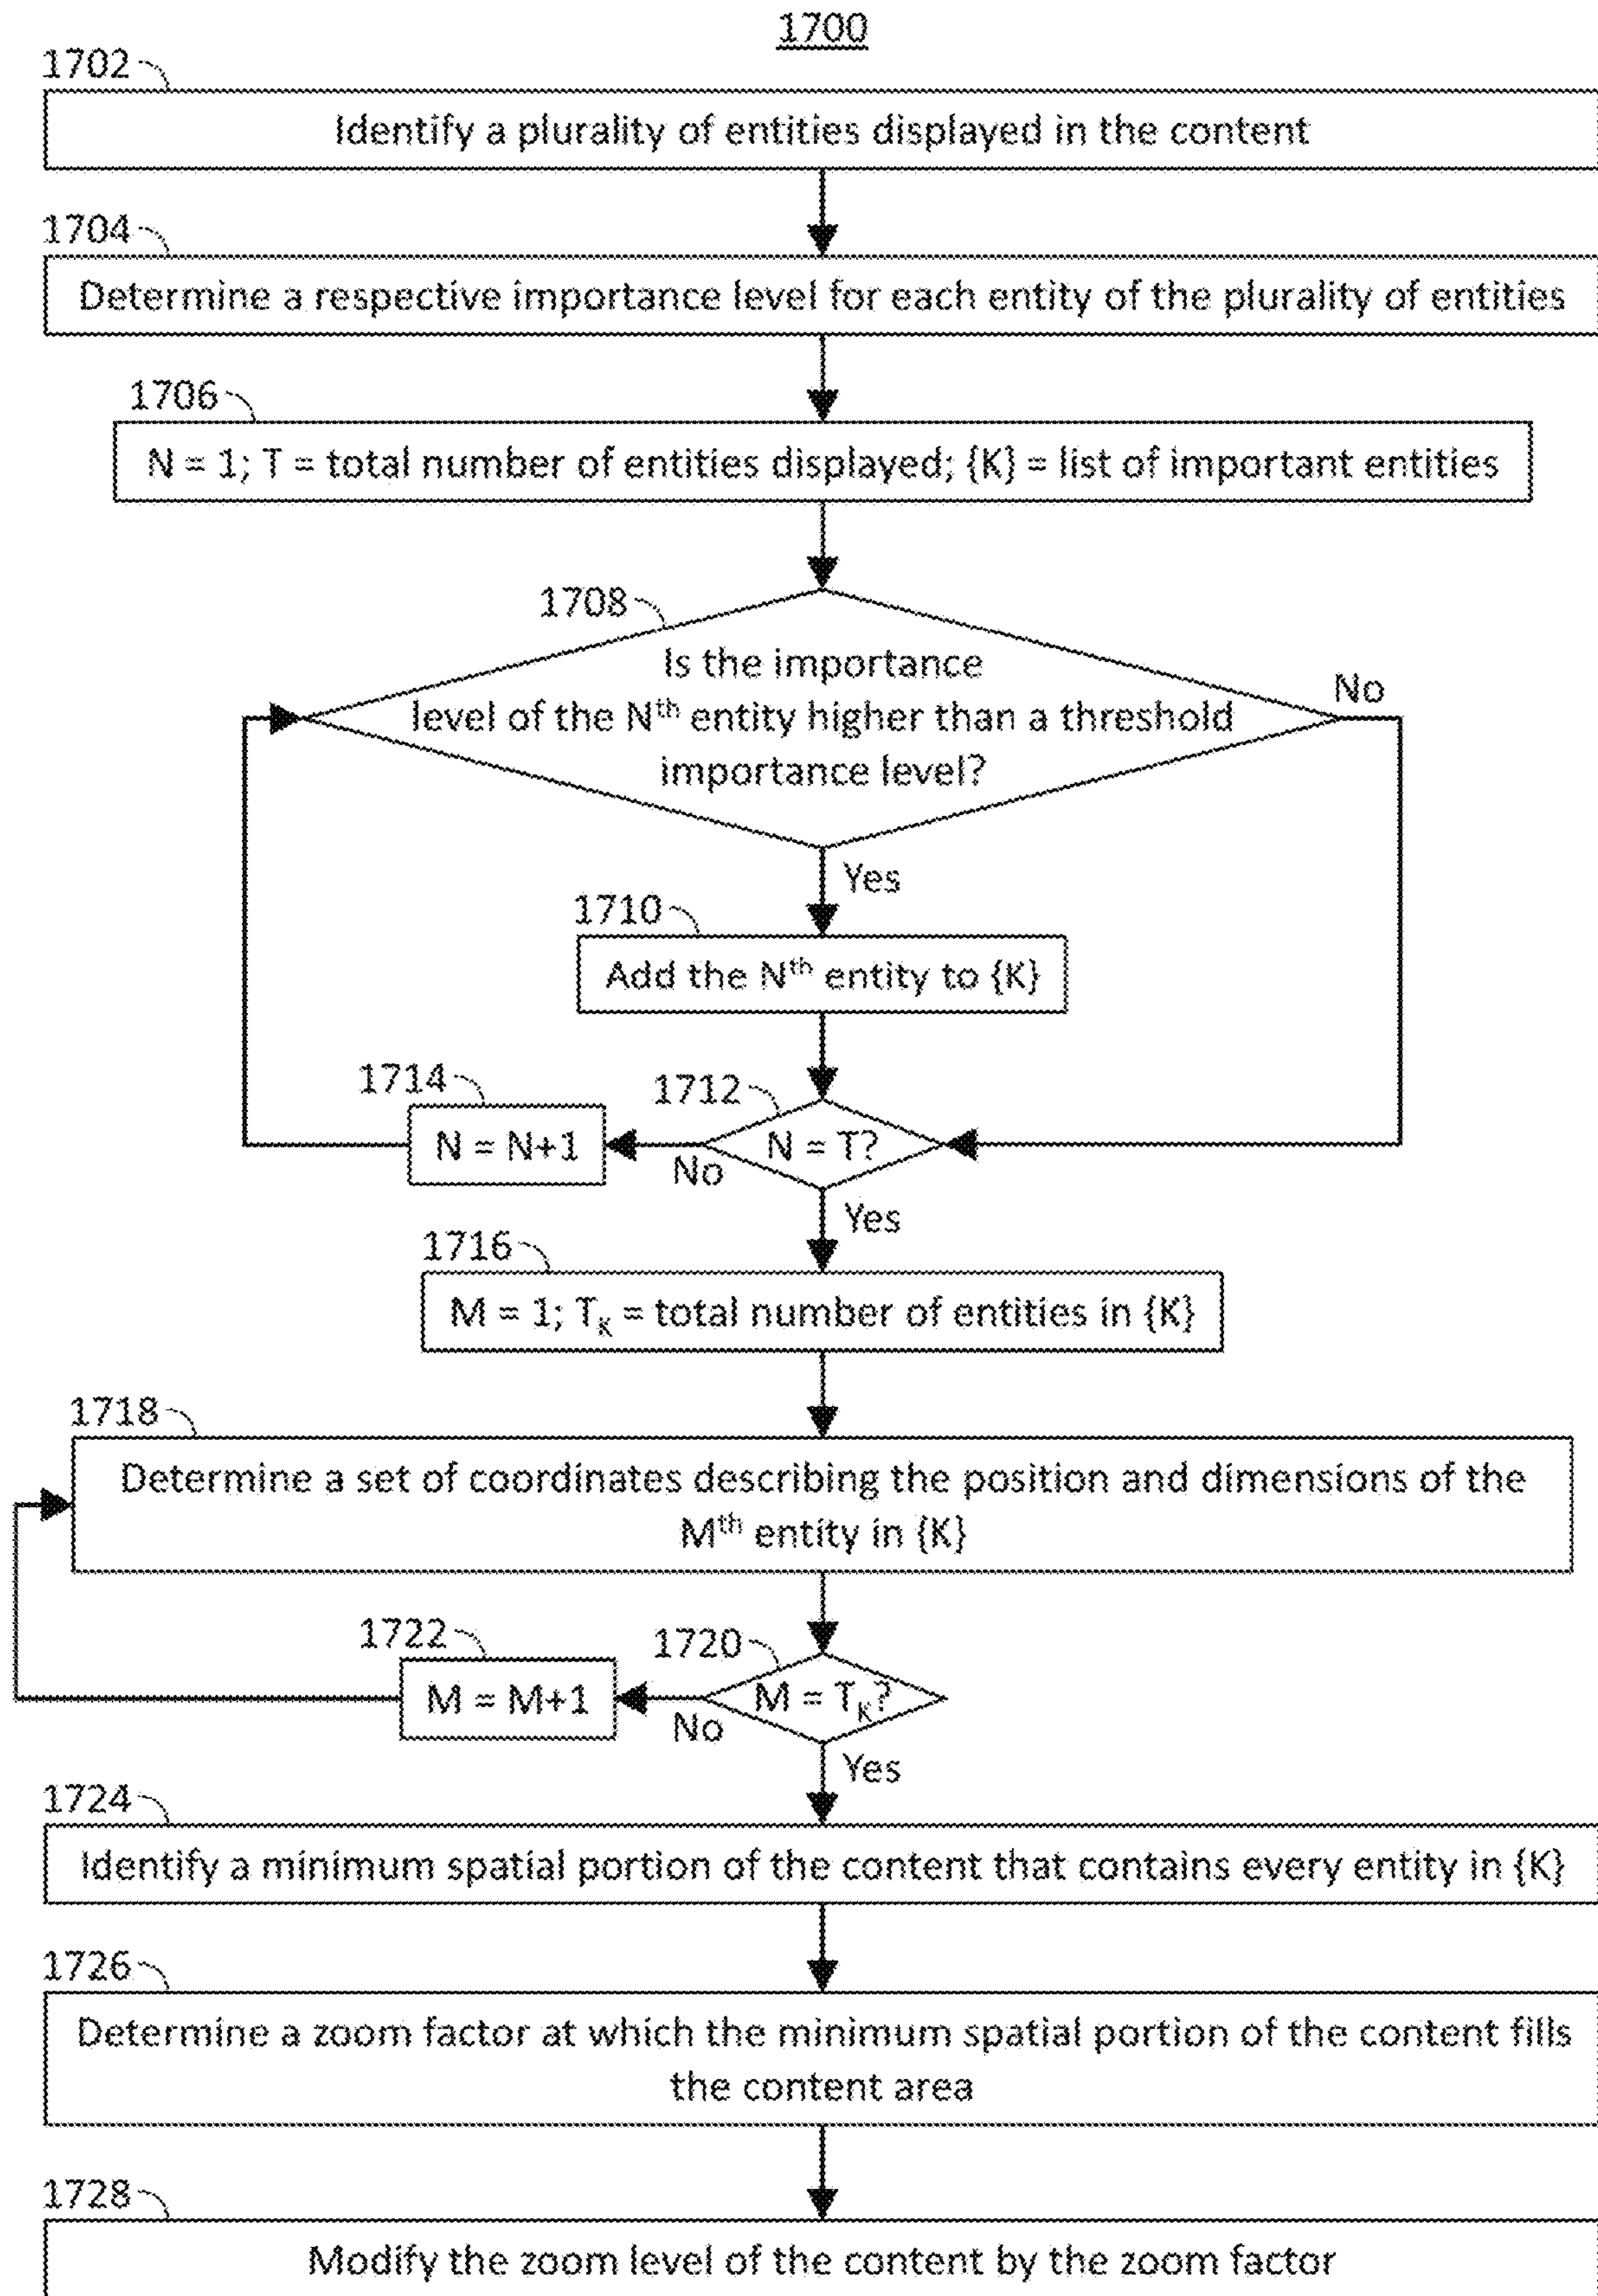 1700
1702
Identify a plurality of entities displayed in the content
1704
Determine a respective importance level for each entity of the plurality of entities
1706
N = 1; T = total number of entities displayed; {K} = list of important entities
1708
Is the importance
level of the Nth entity higher than a threshold
importance level?
No
Yes
1710
Add the Nth entity to {K}
1714
1712
N = N+1
No
N = T?
Yes
1716
M = 1; TK = total number of entities in {K}
1718
Determine a set of coordinates describing the position and dimensions of the
Mth entity in {K}
1722
1720
M = M+1
No
M = TK?
Yes
1724
Identify a minimum spatial portion of the content that contains every entity in {K}
1726
Determine a zoom factor at which the minimum spatial portion of the content fills
the content area
1728
Modify the zoom level of the content by the zoom factor